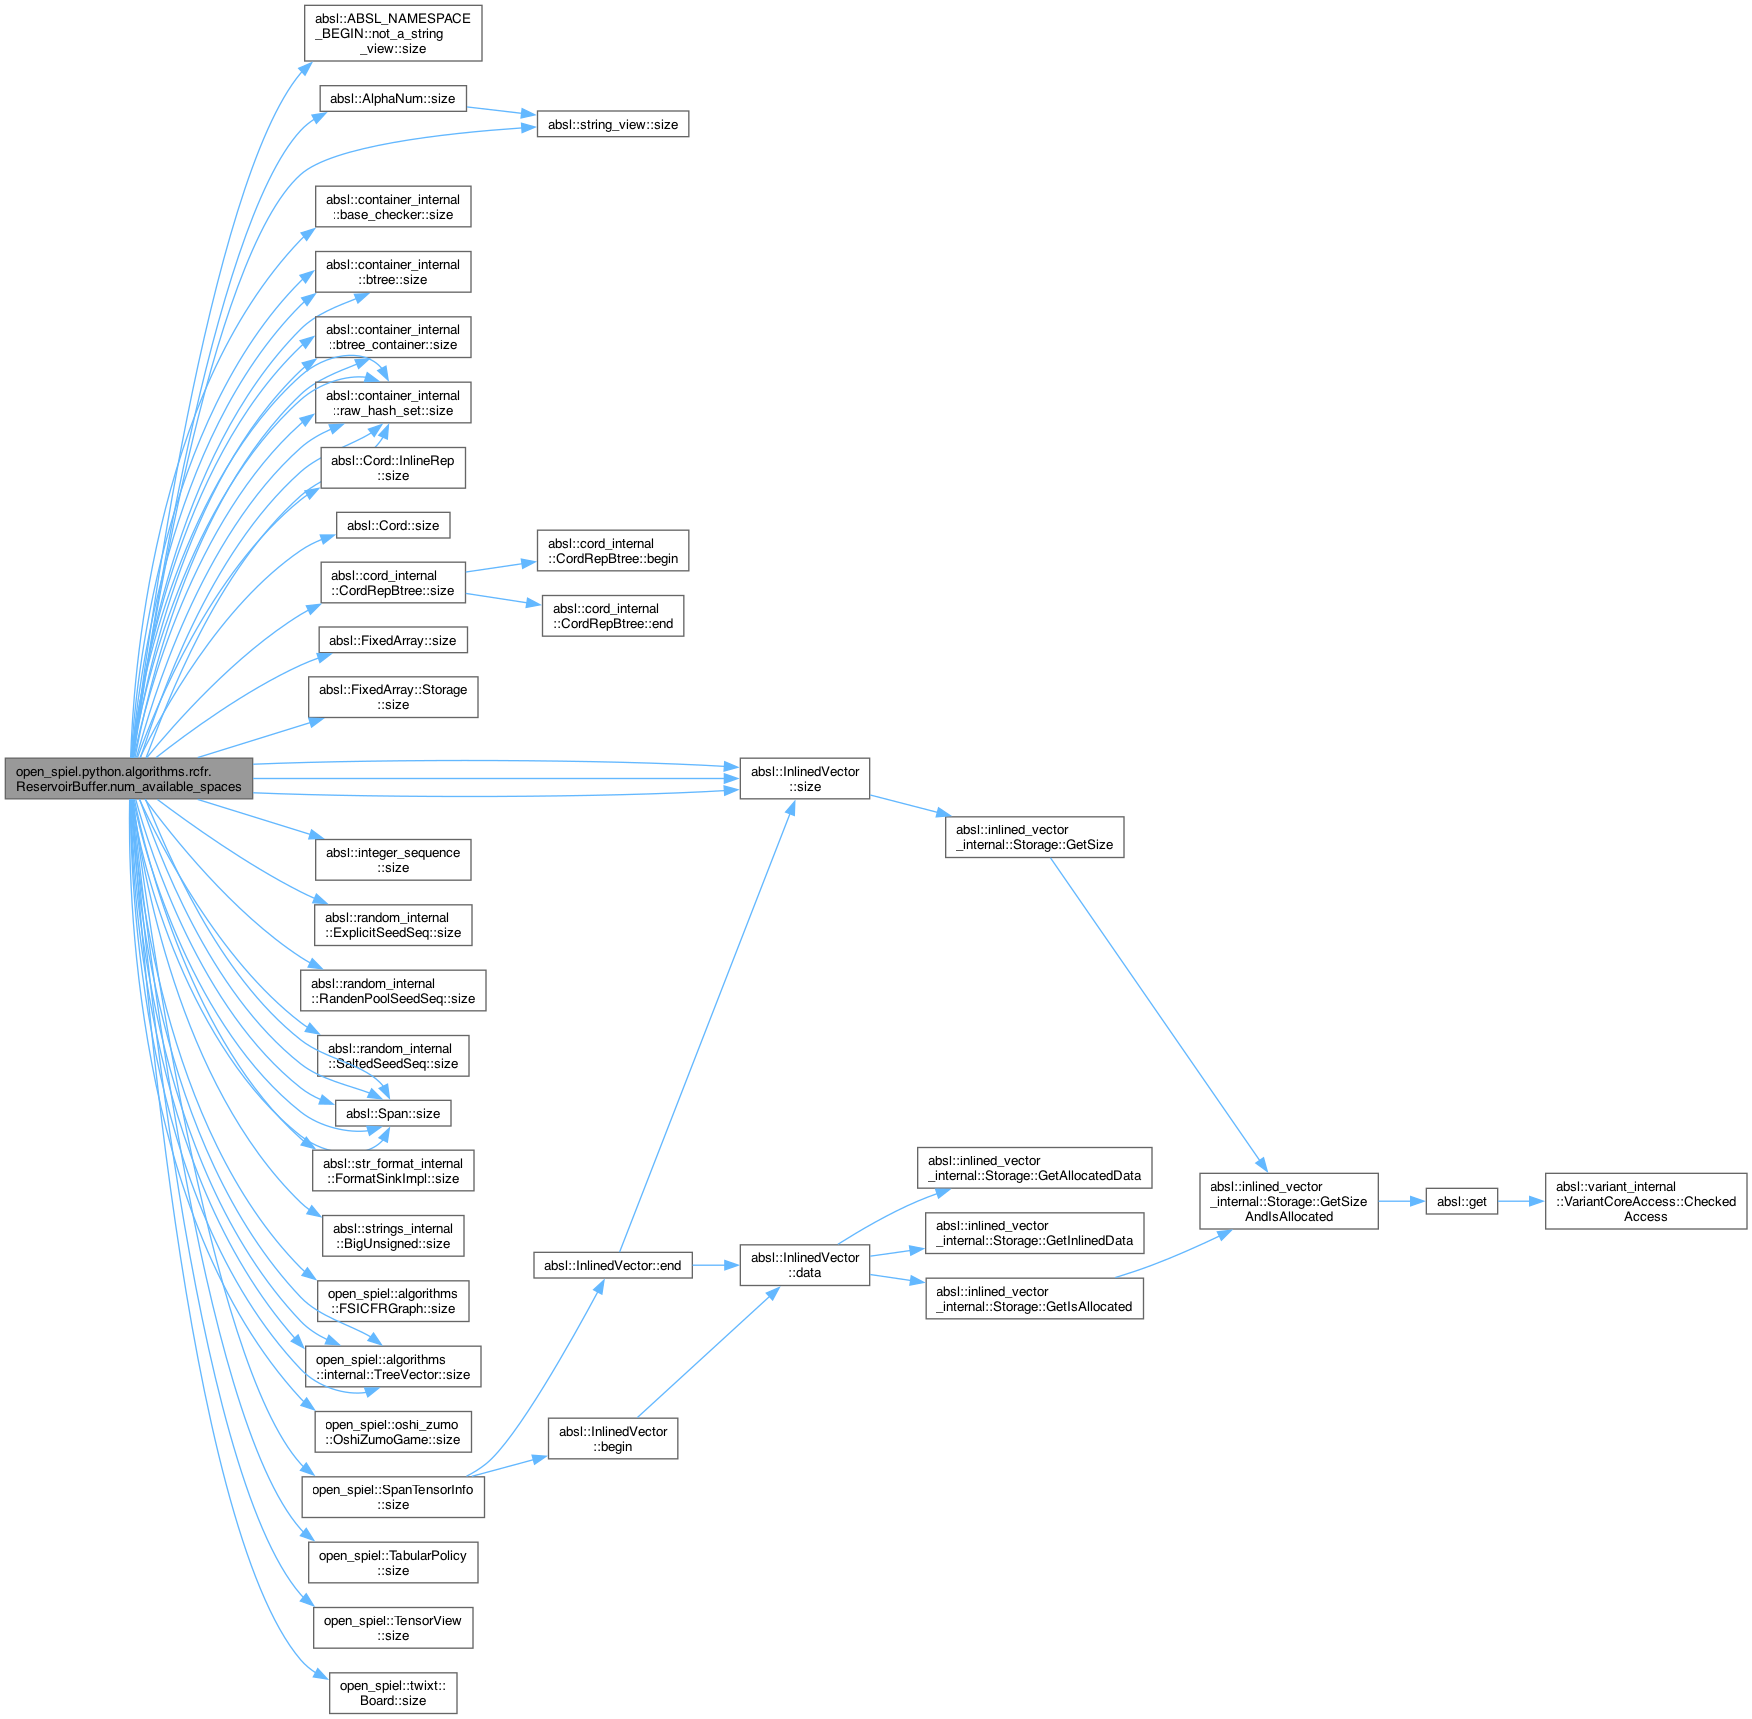 absl::ABSL_NAMESPACE
_BEGIN::not_a_string
_view::size
absl::AlphaNum::size
absl::string_view::size
absl::container_internal
::base_checker::size
absl::container_internal
::btree::size
absl::container_internal
::btree_container::size
absl::container_internal
::raw_hash_set::size
absl::Cord::InlineRep
::size
absl::Cord::size
absl::cord_internal
::CordRepBtree::begin
absl::cord_internal
::CordRepBtree::size
absl::cord_internal
::CordRepBtree::end
absl::FixedArray::size
absl::FixedArray::Storage
::size
open_spiel.python.algorithms.rcfr.
ReservoirBuffer.num_available_spaces
absl::InlinedVector
::size
absl::inlined_vector
_internal::Storage::GetSize
absl::integer_sequence
::size
absl::random_internal
::ExplicitSeedSeq::size
absl::random_internal
::RandenPoolSeedSeq::size
absl::random_internal
::SaltedSeedSeq::size
absl::Span::size
absl::str_format_internal
::FormatSinkImpl::size
absl::inlined_vector
_internal::Storage::GetAllocatedData
absl::inlined_vector
_internal::Storage::GetSize
AndIsAllocated
absl::get
absl::variant_internal
::VariantCoreAccess::Checked
Access
absl::strings_internal
::BigUnsigned::size
absl::inlined_vector
_internal::Storage::GetInlinedData
absl::InlinedVector::end
absl::InlinedVector
::data
absl::inlined_vector
_internal::Storage::GetIsAllocated
open_spiel::algorithms
::FSICFRGraph::size
open_spiel::algorithms
::internal::TreeVector::size
open_spiel::oshi_zumo
::OshiZumoGame::size
absl::InlinedVector
::begin
open_spiel::SpanTensorInfo
::size
open_spiel::TabularPolicy
::size
open_spiel::TensorView
::size
open_spiel::twixt::
Board::size